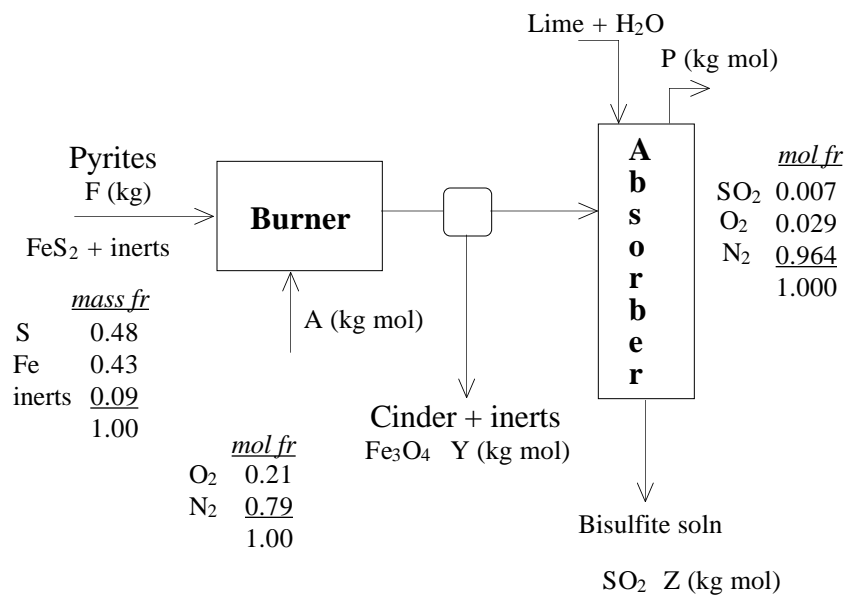 Lime + H₂O
P (kg mol)
Pyrites
F (kg)
FeS₂ + inerts
Burner
A (kg mol)
Absorber
mass fr
S 0.48
Fe 0.43
inerts 0.09
1.00
mol fr
O₂ 0.21
N₂ 0.79
1.00
Cinder + inerts
Fe₃O₄ Y (kg mol)
mol fr
SO₂ 0.007
O₂ 0.029
N₂ 0.964
1.000
Bisulfite soln
SO₂ Z (kg mol)